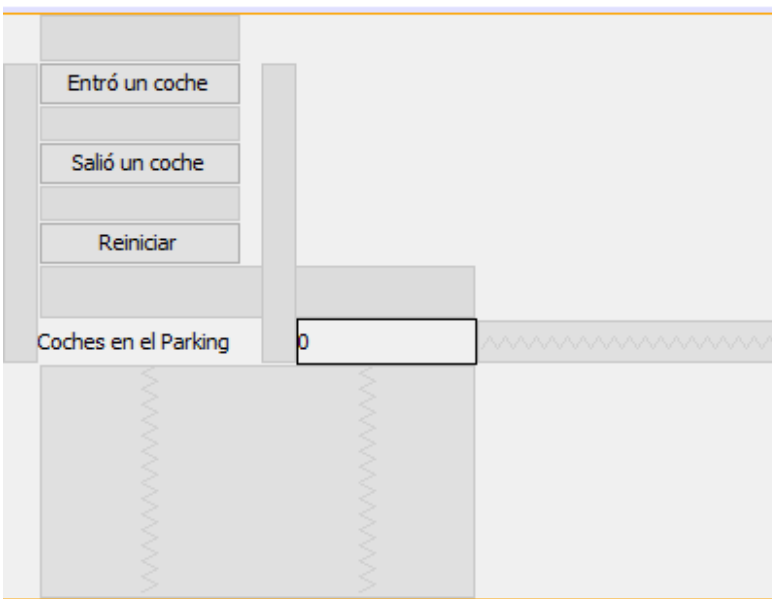 Entró un coche
Salió un coche
Reiniciar
Coches en el Parking 0